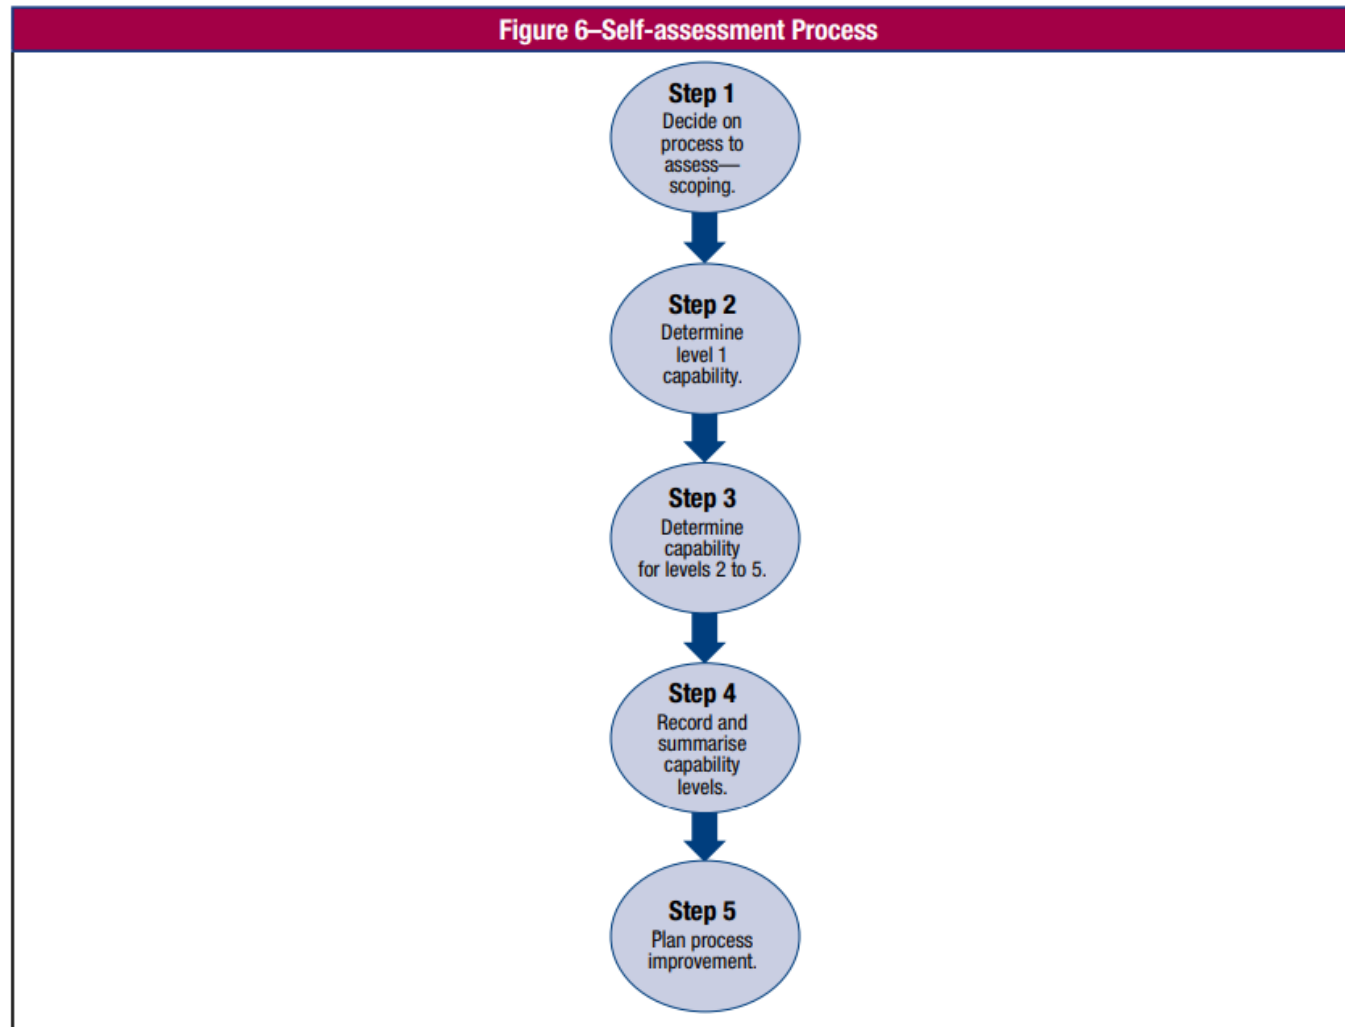 Figure 6–Self-assessment Process
Step 1
Decide on
process to
assess—
scoping.
Step 2
Determine
level 1
capability.
Step 3
Determine
capability
for levels 2 to 5.
Step 4
Record and
summarise
capability
levels.
Step 5
Plan process
improvement.